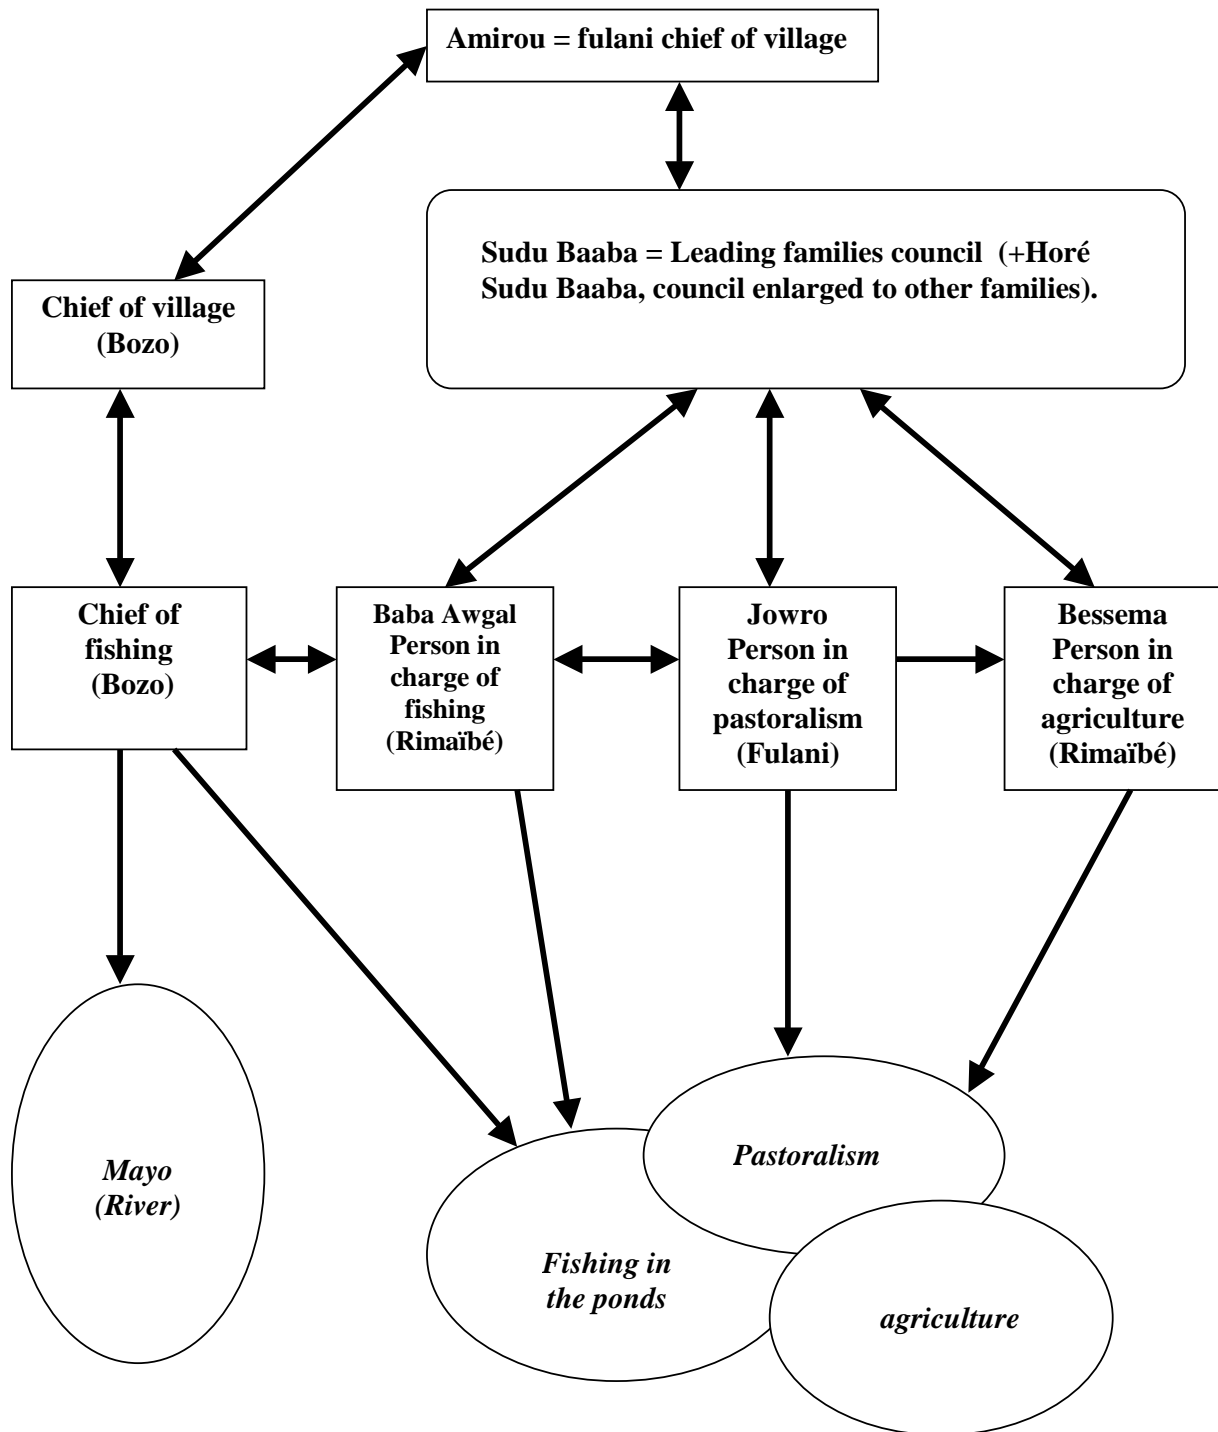 Amirou = fulani chief of village
Sudu Baaba = Leading families council (+Horé
Sudu Baaba, council enlarged to other families).
Chief of village
(Bozo)
Chief of
fishing
(Bozo)
Baba Awgal
Person in
charge of
fishing
(Rimaïbé)
Jowro
Person in
charge of
pastoralism
(Fulani)
Bessema
Person in
charge of
agriculture
(Rimaïbé)
Mayo
(River)
Pastoralism
Fishing in
the ponds
agriculture